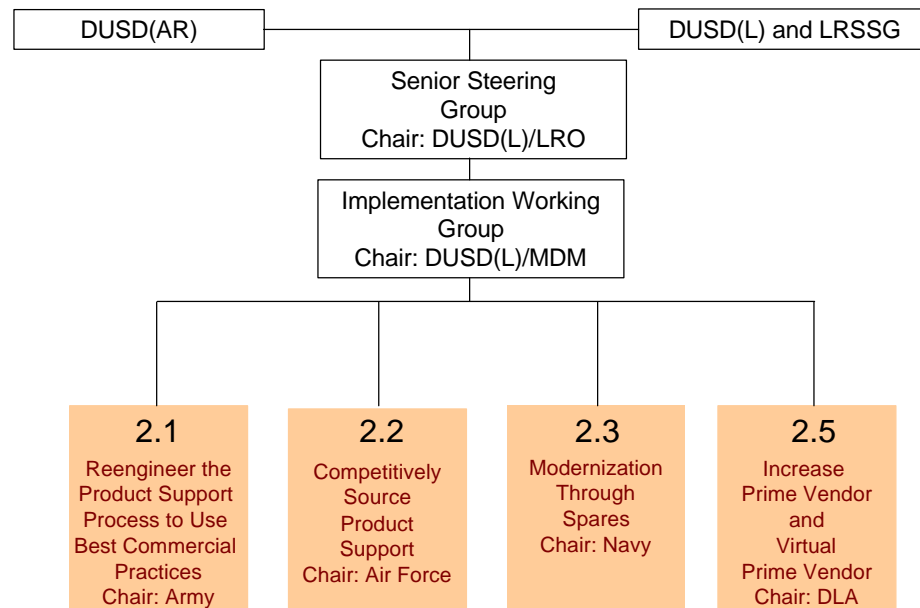 DUSD(AR)
DUSD(L) and LRSSG
Senior Steering
Group
Chair: DUSD(L)/LRO
Implementation Working
Group
Chair: DUSD(L)/MDM
2.1
Reengineer the
Product Support
Process to Use
Best Commercial
Practices
Chair: Army
2.2
Competitively
Source
Product
Support
Chair: Air Force
2.3
Modernization
Through
Spares
Chair: Navy
2.5
Increase
Prime Vendor
and
Virtual
Prime Vendor
Chair: DLA